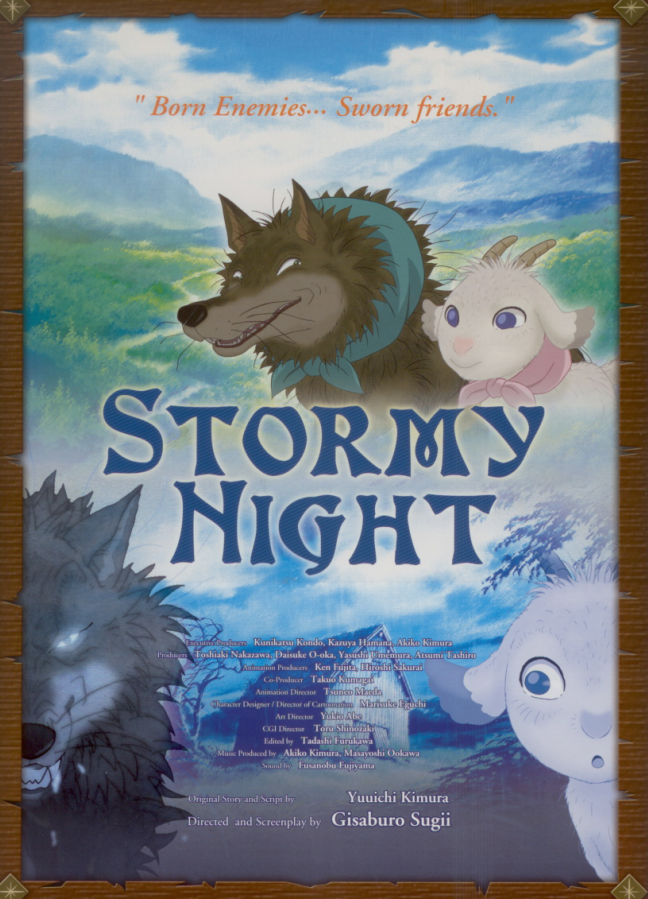 " Born Enemies... Sworn friends. "
STORMY
NIGHT
Executive Producers Kunikatsu Kondo, Kazuya Hamana, Akiko Kimura
Producers Toshiaki Nakazawa, Daisuke O-oka, Yasushi Umemura, Atsumi Tashiro
Animation Producers Ken Fujita, Hiroshi Sakurai
Co-Producer Takuo Kumagai
Animation Director Tsuneo Maeda
Character Designer / Director of Cartoonation Marisuke Eguchi
Art Director Yukio Abe
CGI Director Toru Shinozaki
Edited by Tadashi Furukawa
Music Produced by Akiko Kimura, Masayoshi Ookawa
Sound by Fusanobu Fujiyama
Original Story and Script by Yuuichi Kimura
Directed and Screenplay by Gisaburo Sugii